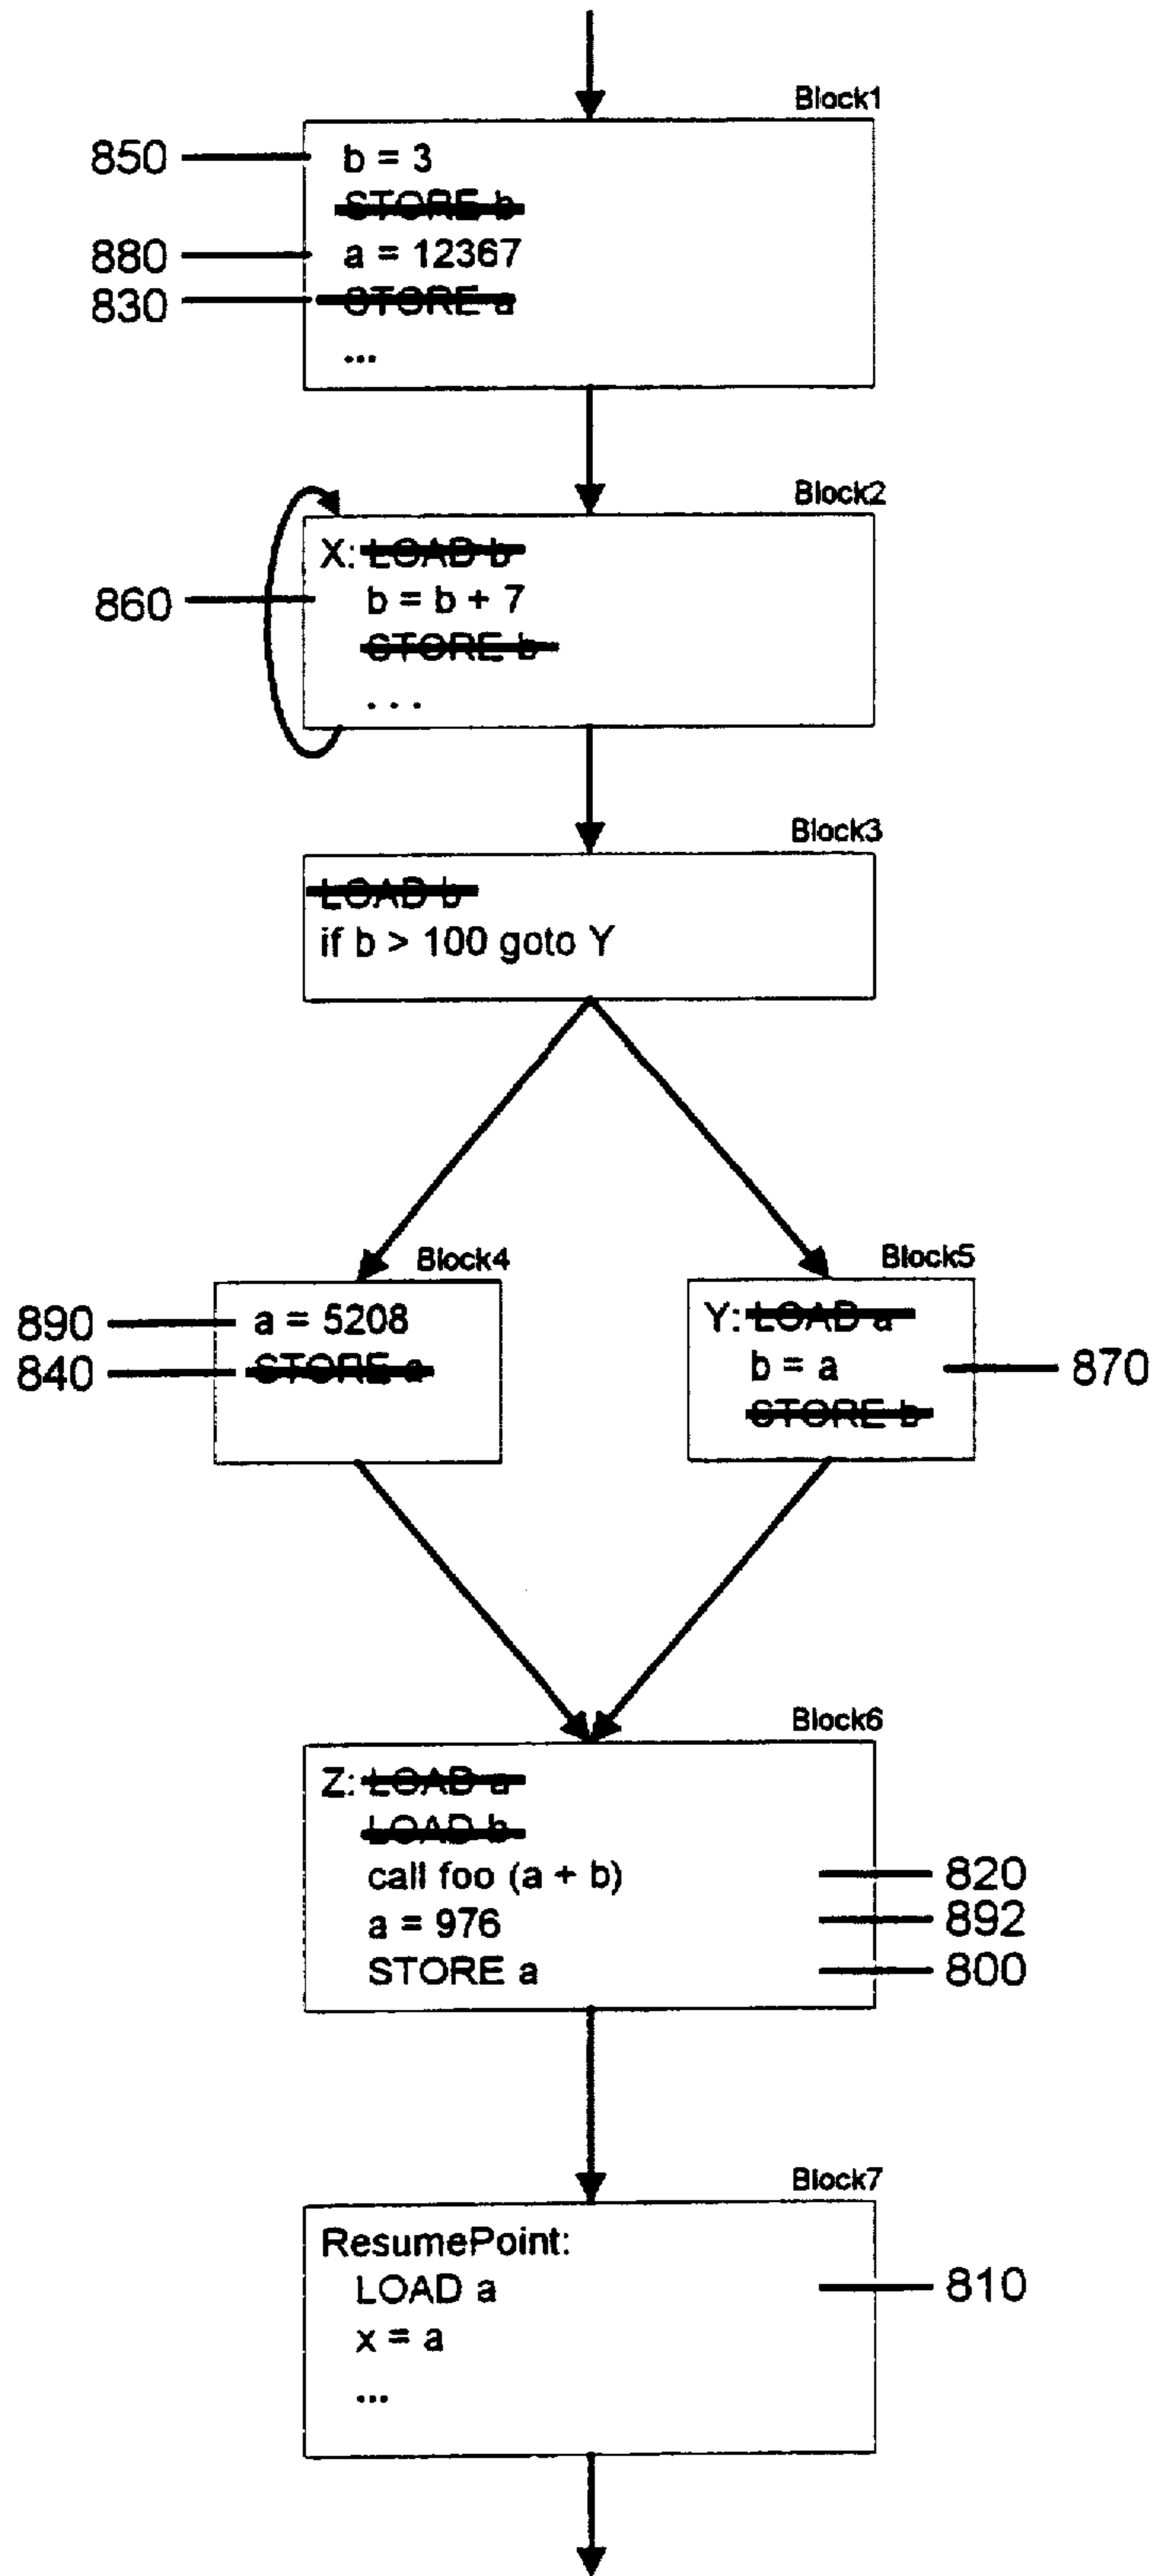 Block1
850 b = 3
STORE b
880 a = 12367
830 STORE a
...
Block2
X: LOAD b
860 b = b + 7
STORE b
. . .
Block3
LOAD b
if b > 100 goto Y
Block4
890 a = 5208
840 STORE a
Block5
Y: LOAD a
b = a 870
STORE b
Block6
Z: LOAD a
LOAD b
call foo (a + b) 820
a = 976 892
STORE a 800
Block7
ResumePoint:
LOAD a 810
x = a
...